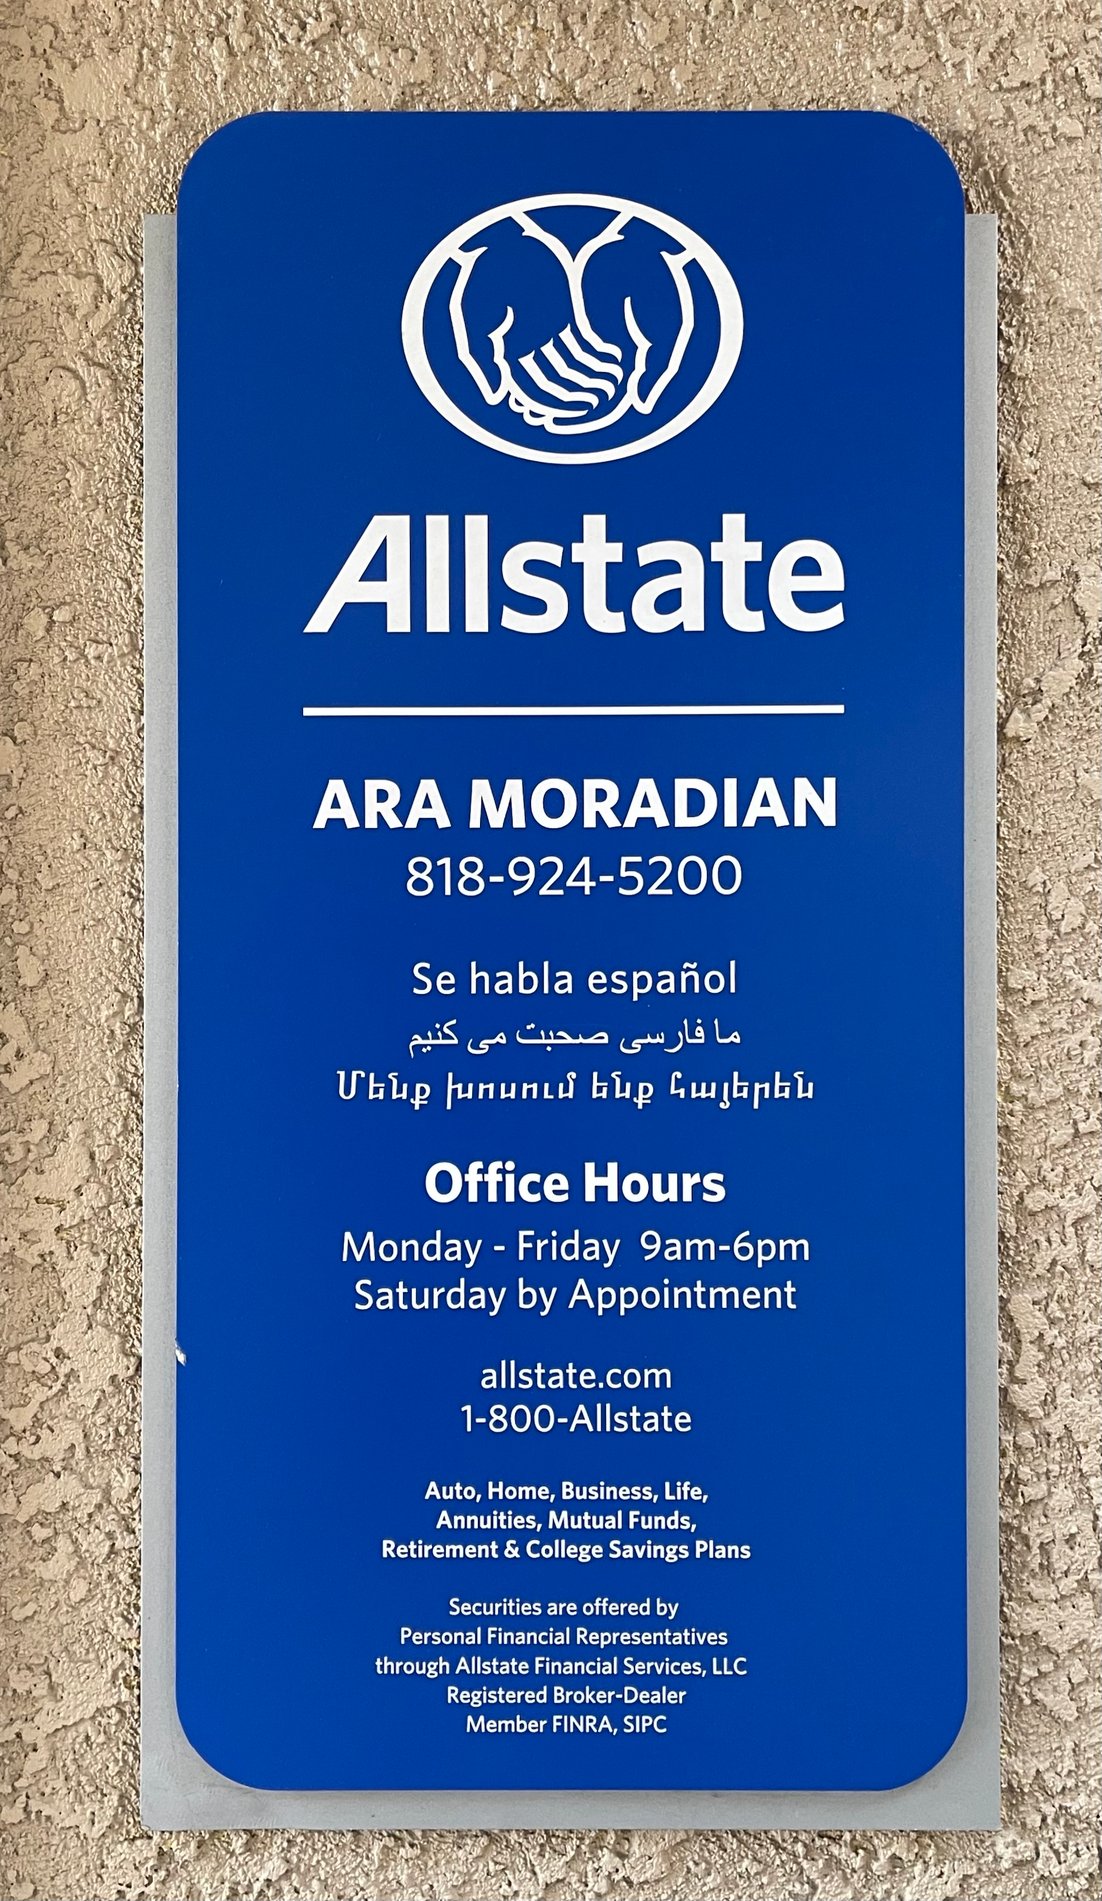 Allstate
ARA MORADIAN
818-924-5200
Se habla español
ما فارسی صحبت می کنیم
Մենք խոսում ենք հայերեն
Office Hours
Monday - Friday  9am-6pm
Saturday by Appointment
allstate.com
1-800-Allstate
Auto, Home, Business, Life,
Annuities, Mutual Funds,
Retirement & College Savings Plans
Securities are offered by
Personal Financial Representatives
through Allstate Financial Services, LLC
Registered Broker-Dealer
Member FINRA, SIPC